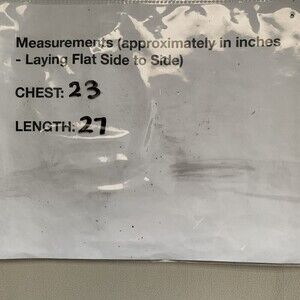 Measurements (approximately in inches
- Laying Flat Side to Side)
CHEST: 23
LENGTH: 27